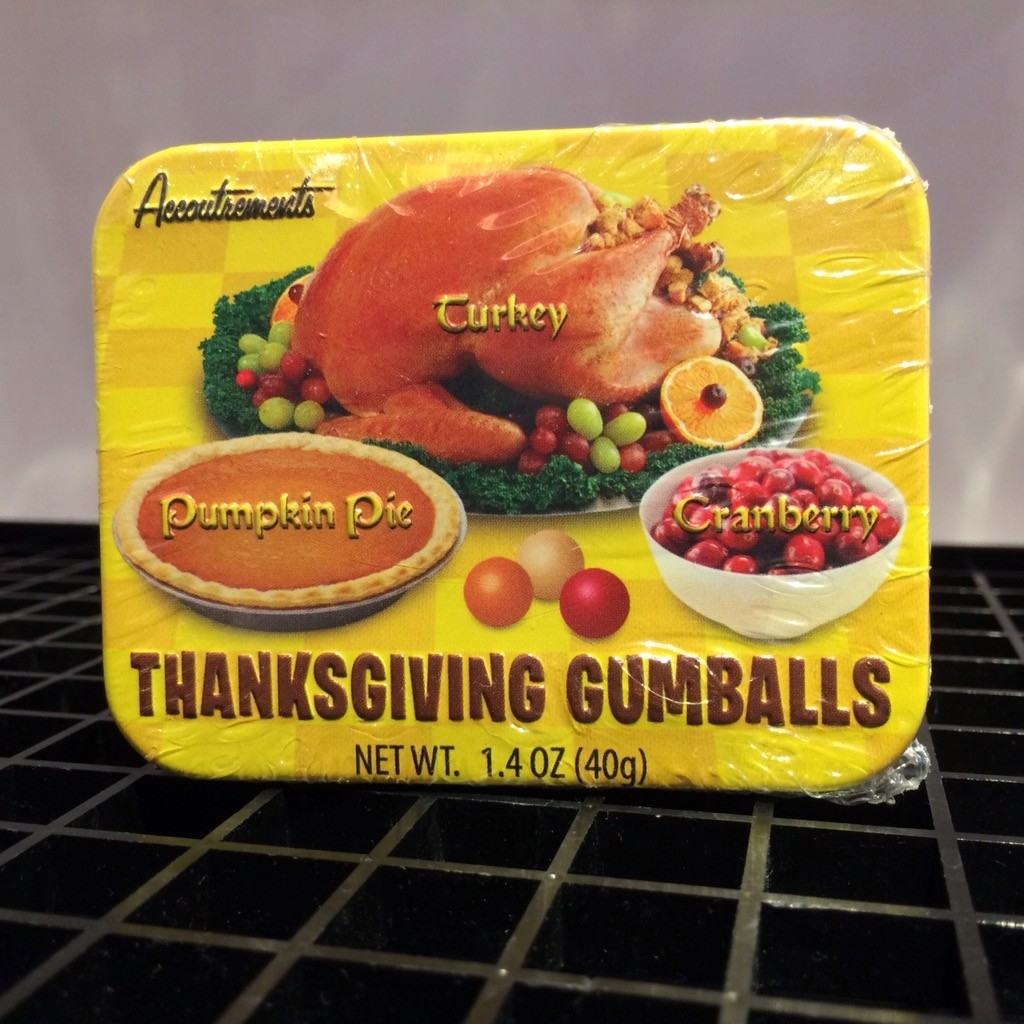 Accoutrements
Turkey
Pumpkin Pie
Cranberry
THANKSGIVING GUMBALLS
NET WT. 1.4 OZ (40g)